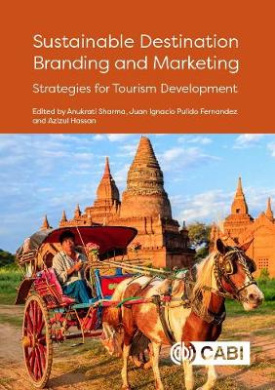 Sustainable Destination
Branding and Marketing
Strategies for Tourism Development
Edited by Anukrati Sharma, Juan Ignacio Pulido Fernandez
and Azizul Hassan
CABI